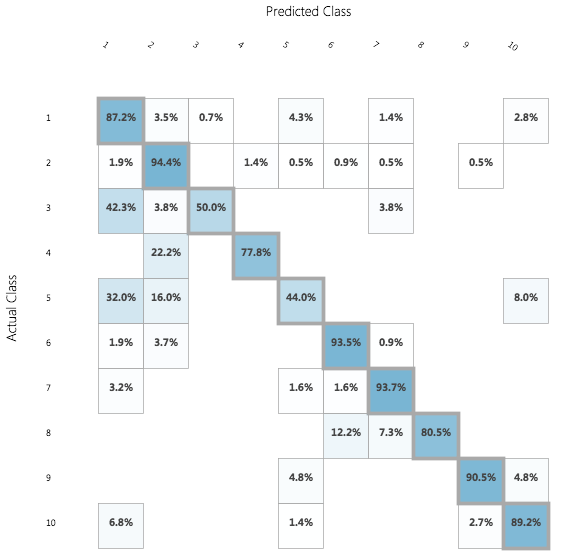 Predicted Class
1 2 3 4 5 6 7 8 9 10
Actual Class
1 87.2% 3.5% 0.7% 4.3% 1.4% 2.8%
2 1.9% 94.4% 1.4% 0.5% 0.9% 0.5% 0.5%
3 42.3% 3.8% 50.0% 3.8%
4 22.2% 77.8%
5 32.0% 16.0% 44.0% 8.0%
6 1.9% 3.7% 93.5% 0.9%
7 3.2% 1.6% 1.6% 93.7%
8 12.2% 7.3% 80.5%
9 4.8% 90.5% 4.8%
10 6.8% 1.4% 2.7% 89.2%